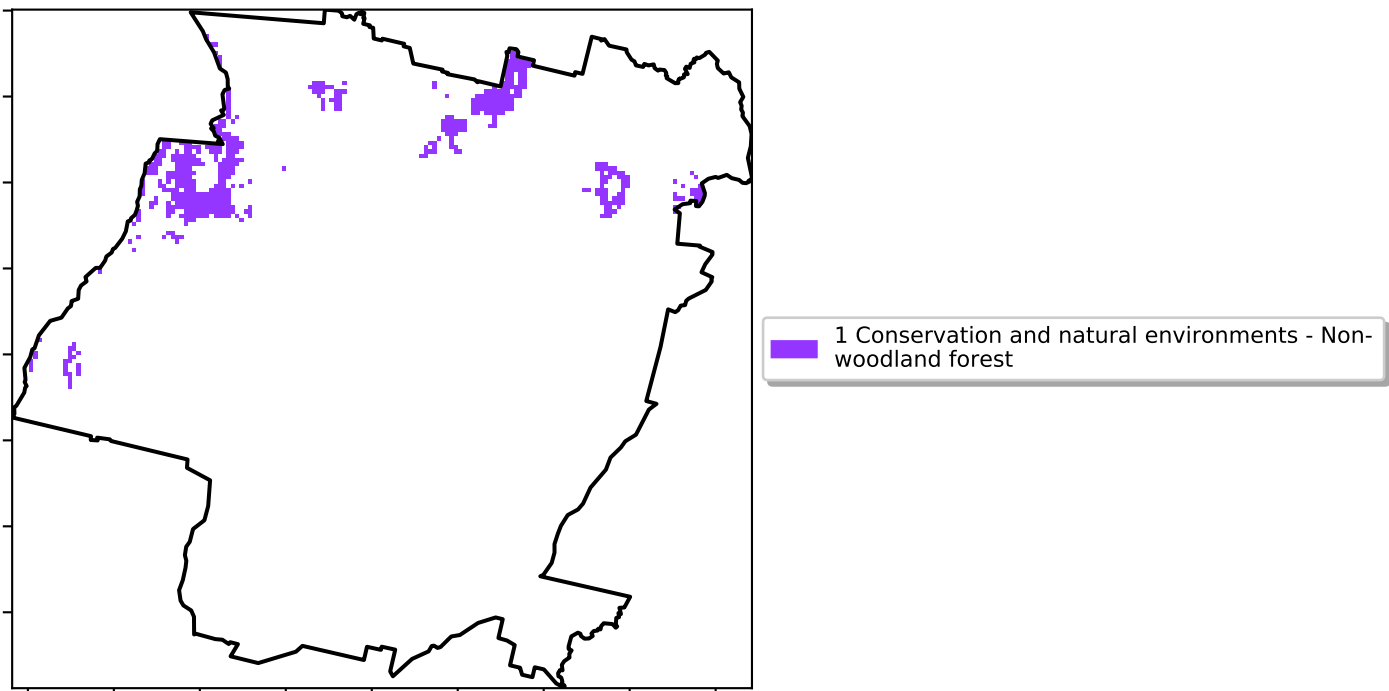 1 Conservation and natural environments - Non-
woodland forest